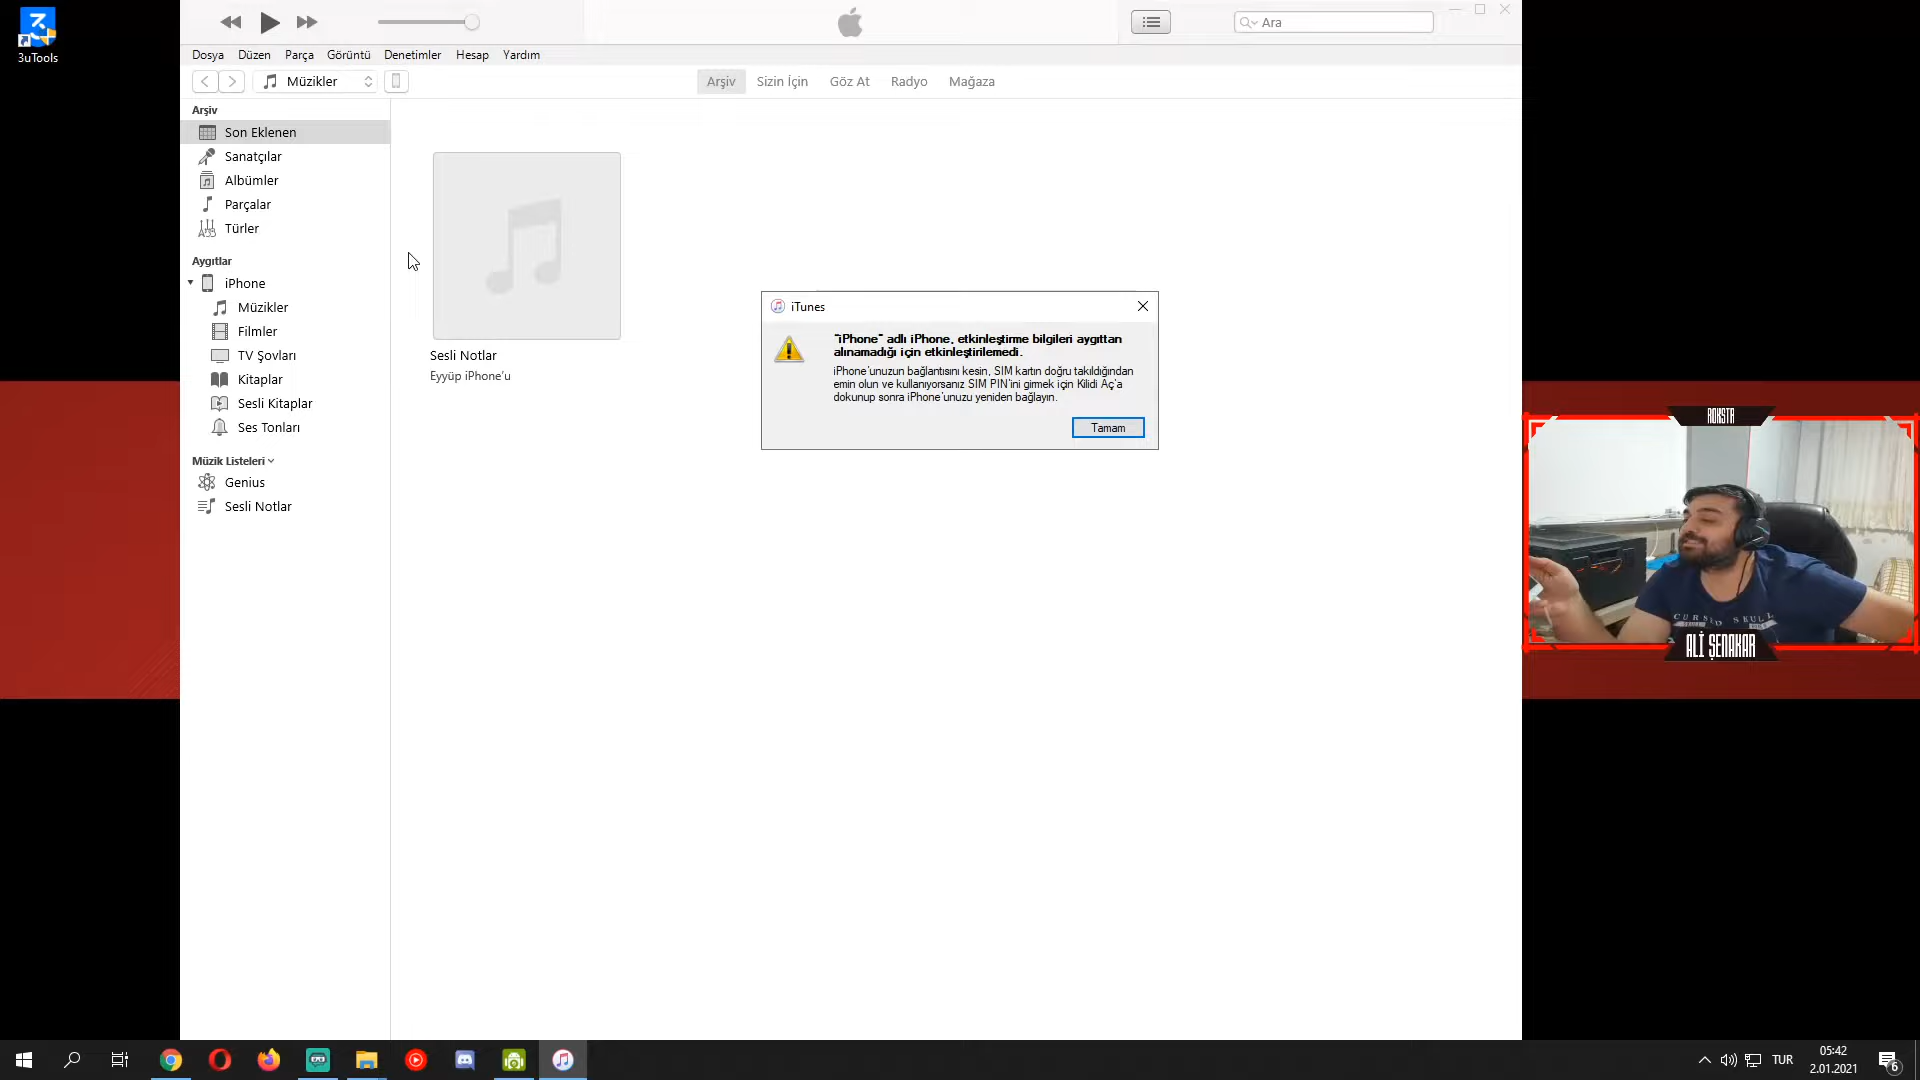 3uTools
Ara
Dosya Düzen Parça Görüntü Denetimler Hesap Yardım
Müzikler
Arşiv Sizin İçin Göz At Radyo Mağaza
Arşiv
Son Eklenen
Sanatçılar
Albümler
Parçalar
Türler
Aygıtlar
iPhone
Müzikler
Filmler
TV Şovları
Kitaplar
Sesli Kitaplar
Ses Tonları
Müzik Listeleri
Genius
Sesli Notlar
Sesli Notlar
Eyyüp iPhone'u
iTunes
"iPhone" adlı iPhone, etkinleştirme bilgileri aygıttan
alınamadığı için etkinleştirilemedi.
iPhone'unuzun bağlantısını kesin, SIM kartın doğru takıldığından
emin olun ve kullanıyorsanız SIM PIN'ini girmek için Kilidi Aç'a
dokunup sonra iPhone'unuzu yeniden bağlayın.
Tamam
ROKSTR
CURSED SKULL
ALİ ŞENAKAR
TUR
05:42
2.01.2021
6